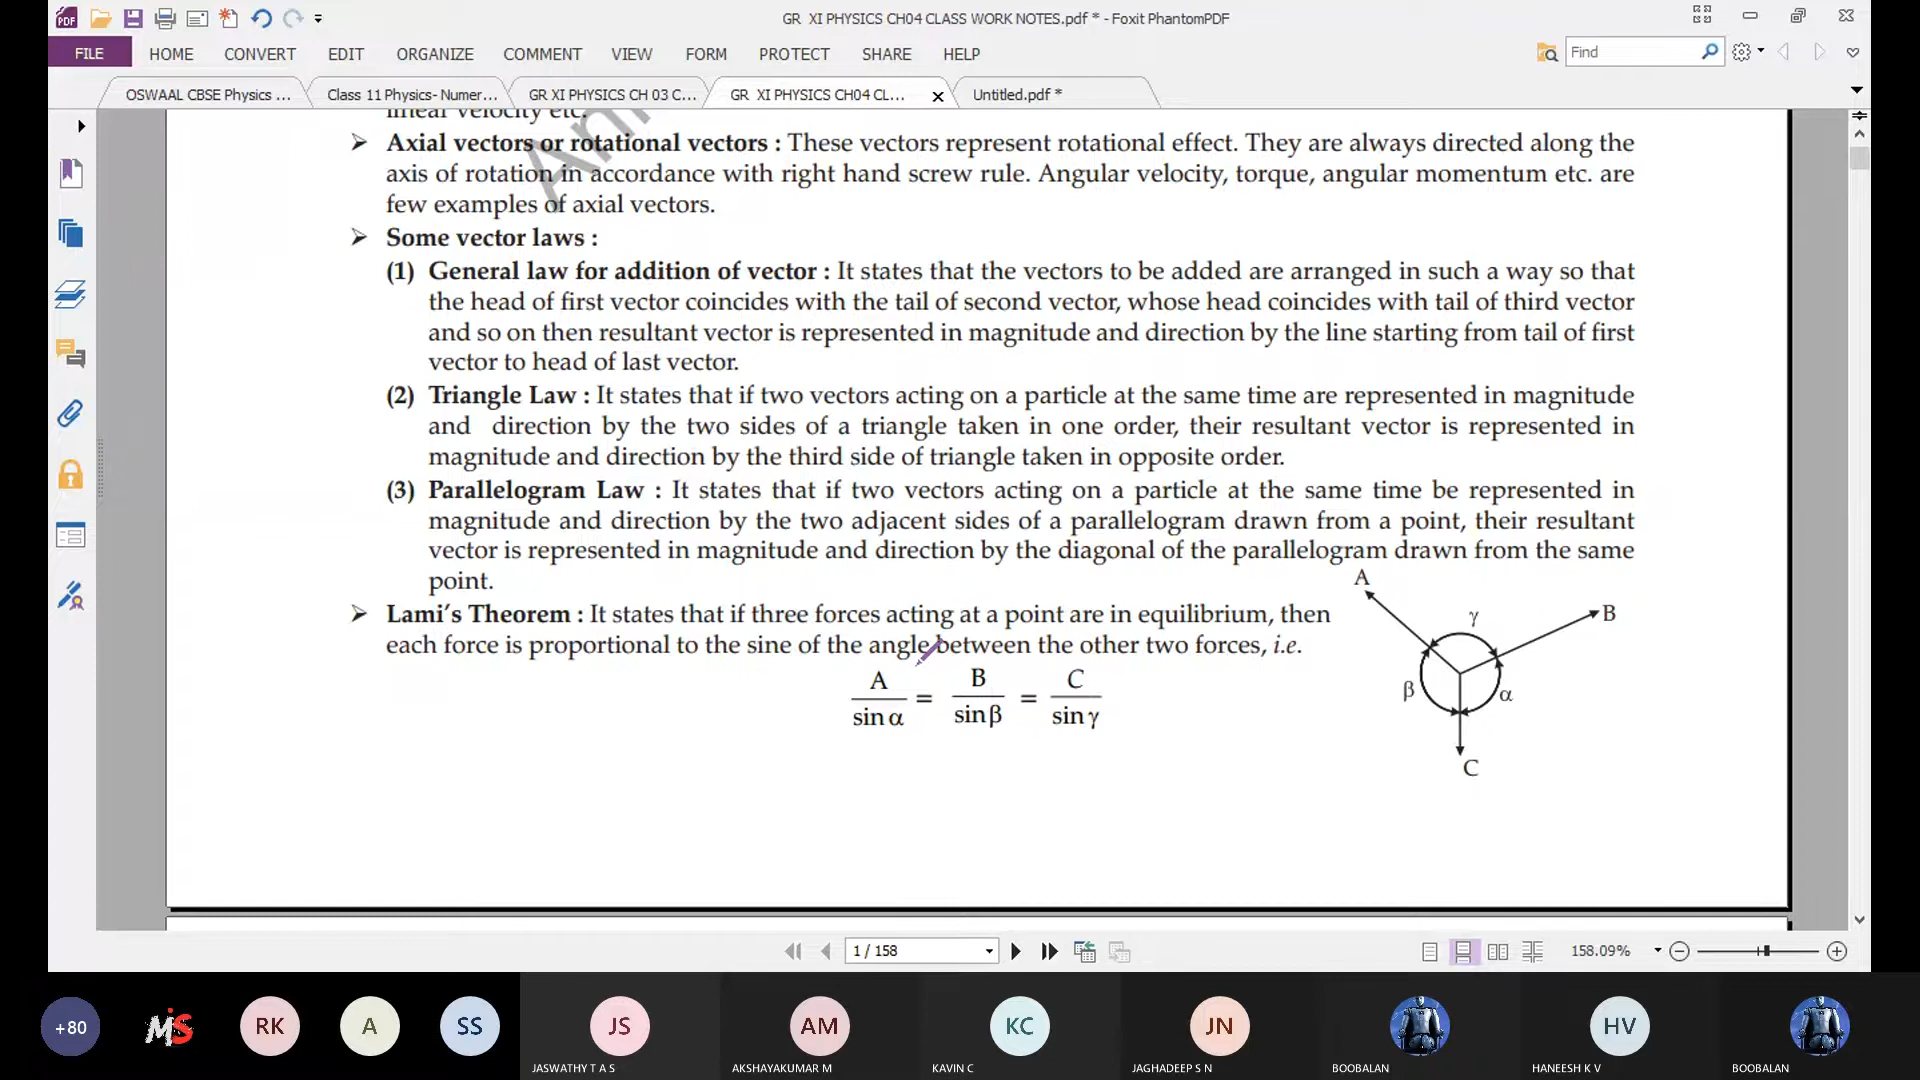 GR XI PHYSICS CH04 CLASS WORK NOTES.pdf * - Foxit PhantomPDF
FILE HOME CONVERT EDIT ORGANIZE COMMENT VIEW FORM PROTECT SHARE HELP Find
OSWAAL CBSE Physics ... Class 11 Physics- Numer... GR XI PHYSICS CH 03 C... GR XI PHYSICS CH04 CL... Untitled.pdf *
linear velocity etc.
➢ Axial vectors or rotational vectors : These vectors represent rotational effect. They are always directed along the
axis of rotation in accordance with right hand screw rule. Angular velocity, torque, angular momentum etc. are
few examples of axial vectors.
➢ Some vector laws :
(1) General law for addition of vector : It states that the vectors to be added are arranged in such a way so that
the head of first vector coincides with the tail of second vector, whose head coincides with tail of third vector
and so on then resultant vector is represented in magnitude and direction by the line starting from tail of first
vector to head of last vector.
(2) Triangle Law : It states that if two vectors acting on a particle at the same time are represented in magnitude
and direction by the two sides of a triangle taken in one order, their resultant vector is represented in
magnitude and direction by the third side of triangle taken in opposite order.
(3) Parallelogram Law : It states that if two vectors acting on a particle at the same time be represented in
magnitude and direction by the two adjacent sides of a parallelogram drawn from a point, their resultant
vector is represented in magnitude and direction by the diagonal of the parallelogram drawn from the same
point.
➢ Lami's Theorem : It states that if three forces acting at a point are in equilibrium, then
each force is proportional to the sine of the angle between the other two forces, i.e.
A B C
= =
sin α sin β sin γ
A
γ B
β α
C
1 / 158 158.09%
+80 MS RK A SS JS AM KC JN HV
JASWATHY T A S AKSHAYAKUMAR M KAVIN C JAGHADEEP S N BOOBALAN HANEESH K V BOOBALAN